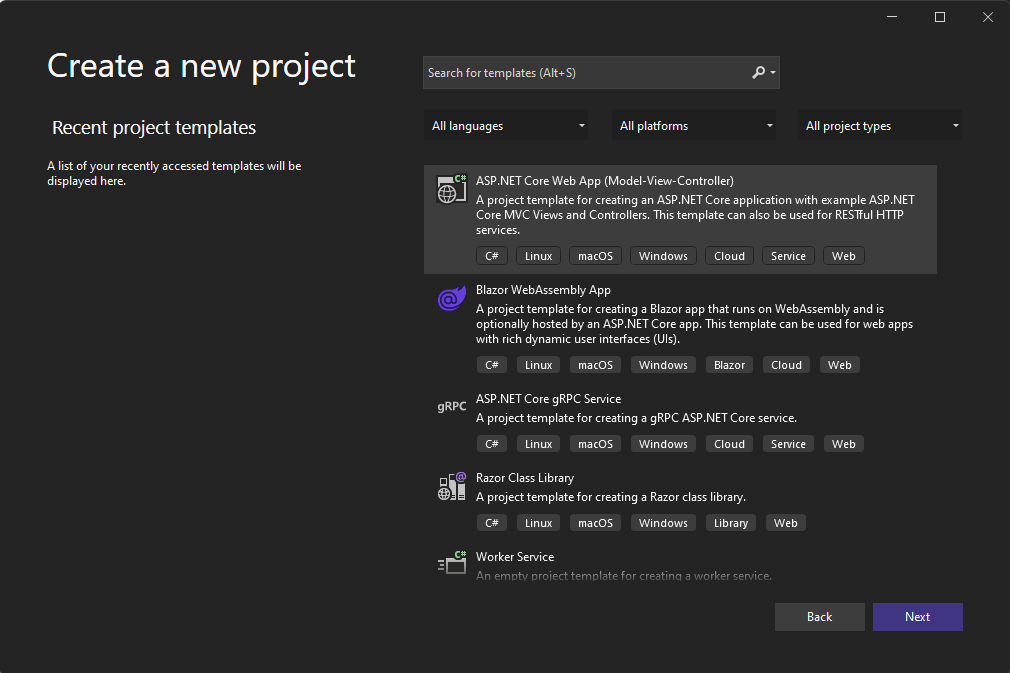 Create a new project
Search for templates (Alt+S)
Recent project templates
All languages
All platforms
All project types
A list of your recently accessed templates will be
displayed here.
C#
ASP.NET Core Web App (Model-View-Controller)
A project template for creating an ASP.NET Core application with example ASP.NET
Core MVC Views and Controllers. This template can also be used for RESTful HTTP
services.
C# Linux macOS Windows Cloud Service Web
@
Blazor WebAssembly App
A project template for creating a Blazor app that runs on WebAssembly and is
optionally hosted by an ASP.NET Core app. This template can be used for web apps
with rich dynamic user interfaces (UIs).
C# Linux macOS Windows Blazor Cloud Web
gRPC
ASP.NET Core gRPC Service
A project template for creating a gRPC ASP.NET Core service.
C# Linux macOS Windows Cloud Service Web
@
Razor Class Library
A project template for creating a Razor class library.
C# Linux macOS Windows Library Web
C#
Worker Service
An empty project template for creating a worker service.
Back
Next